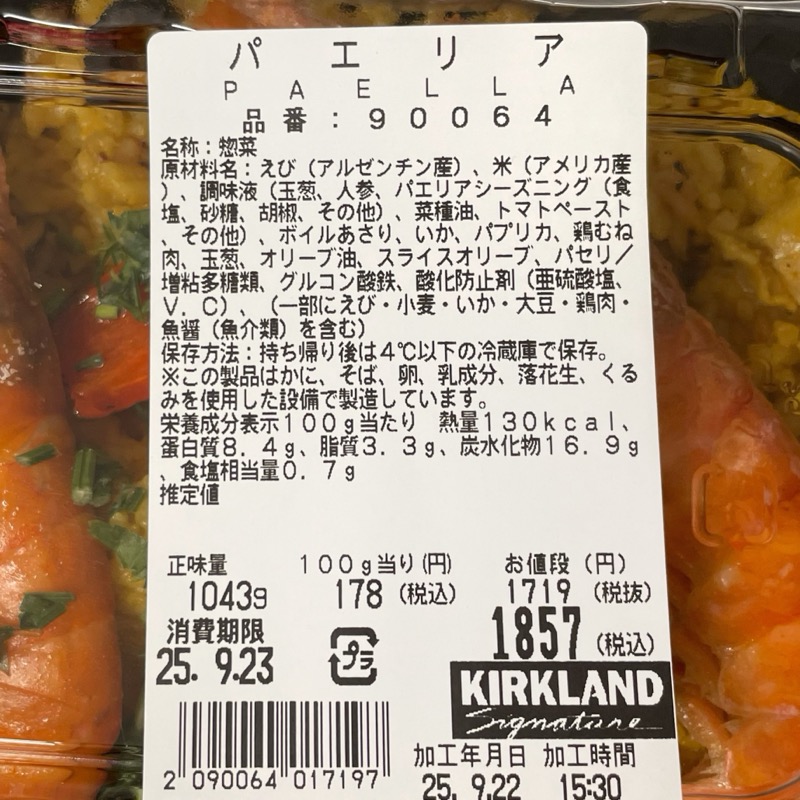 パエリア
PAELLA
品番:90064
名称:惣菜
原材料名:えび(アルゼンチン産)、米(アメリカ産
)、調味液(玉葱、人参、パエリアシーズニング(食
塩、砂糖、胡椒、その他)、菜種油、トマトペースト
、その他)、ボイルあさり、いか、パプリカ、鶏むね
肉、玉葱、オリーブ油、スライスオリーブ、パセリ/
増粘多糖類、グルコン酸鉄、酸化防止剤(亜硫酸塩、
V.C)、(一部にえび・小麦・いか・大豆・鶏肉・
魚醤(魚介類)を含む)
保存方法:持ち帰り後は4℃以下の冷蔵庫で保存。
※この製品はかに、そば、卵、乳成分、落花生、くる
みを使用した設備で製造しています。
栄養成分表示100g当たり 熱量130kcal、
蛋白質8.4g、脂質3.3g、炭水化物16.9g
、食塩相当量0.7g
推定値
正味量 100g当り(円) お値段(円)
1043g 178(税込) 1719(税抜)
消費期限 1857(税込)
25.9.23 プラ
KIRKLAND
Signature
加工年月日 加工時間
2 090064 017197 25.9.22 15:30